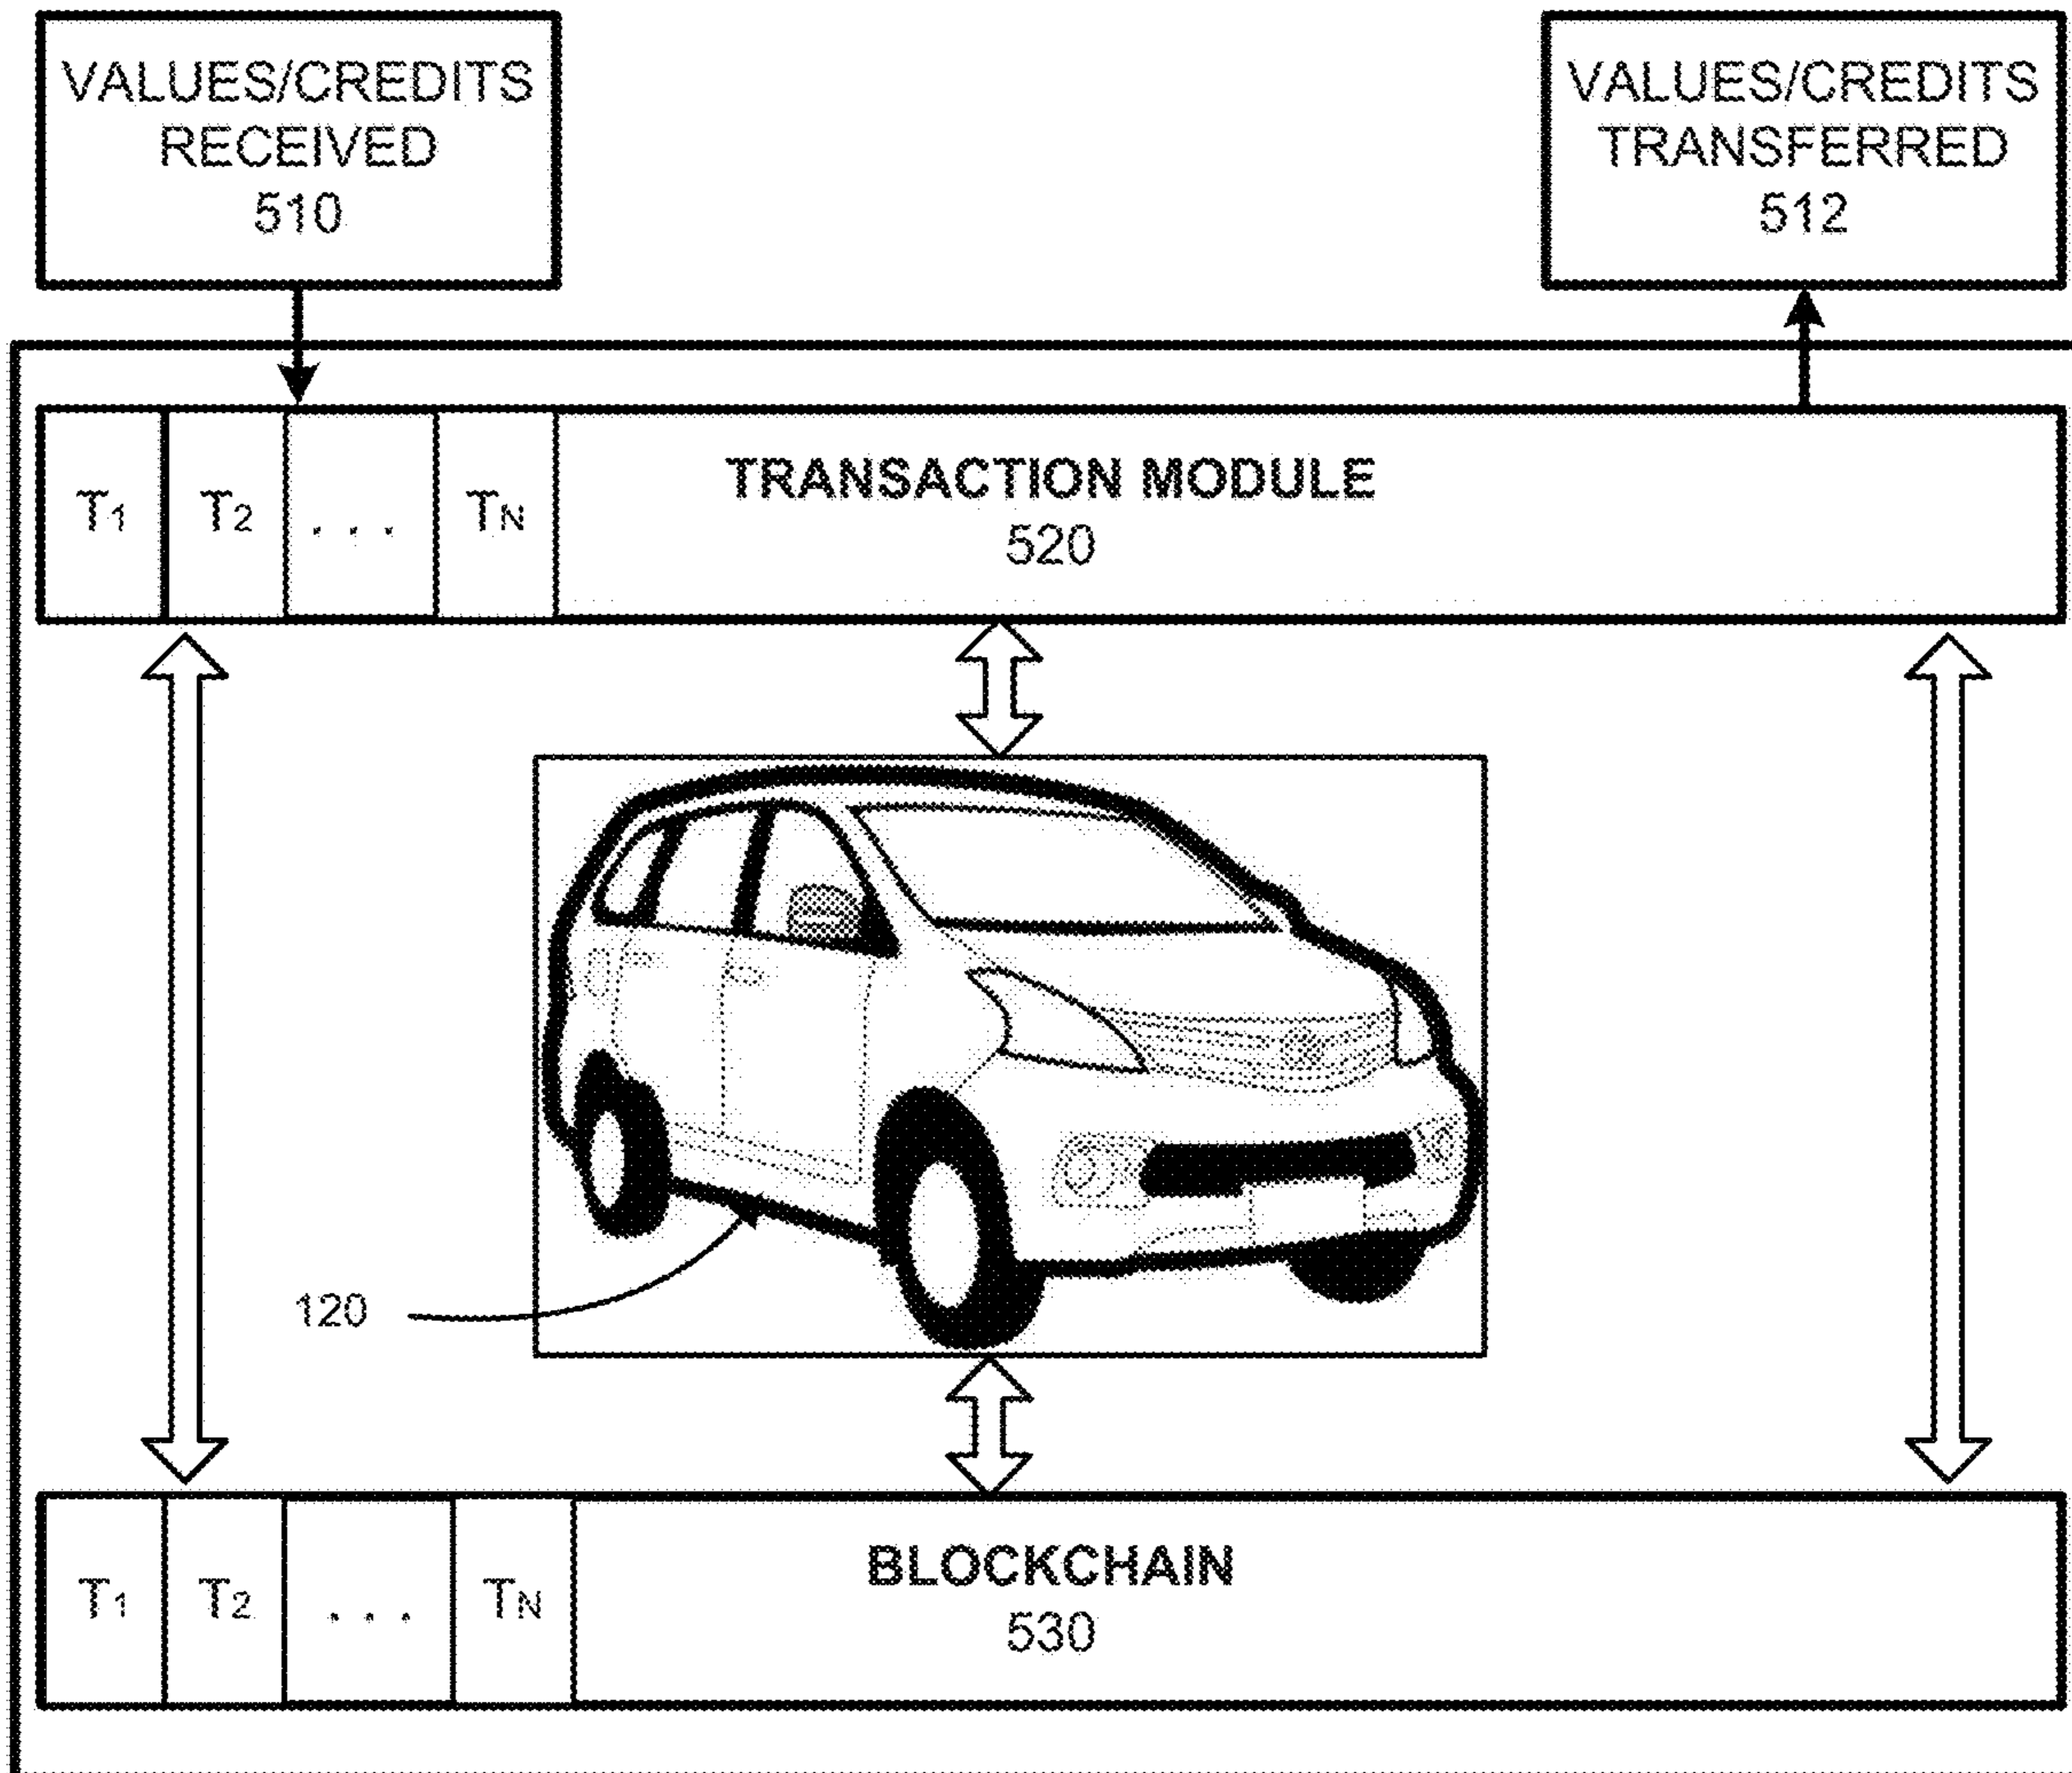 VALUES/CREDITS
RECEIVED
510
VALUES/CREDITS
TRANSFERRED
512
T1 T2 . . . TN
TRANSACTION MODULE
520
120
T1 T2 . . . TN
BLOCKCHAIN
530